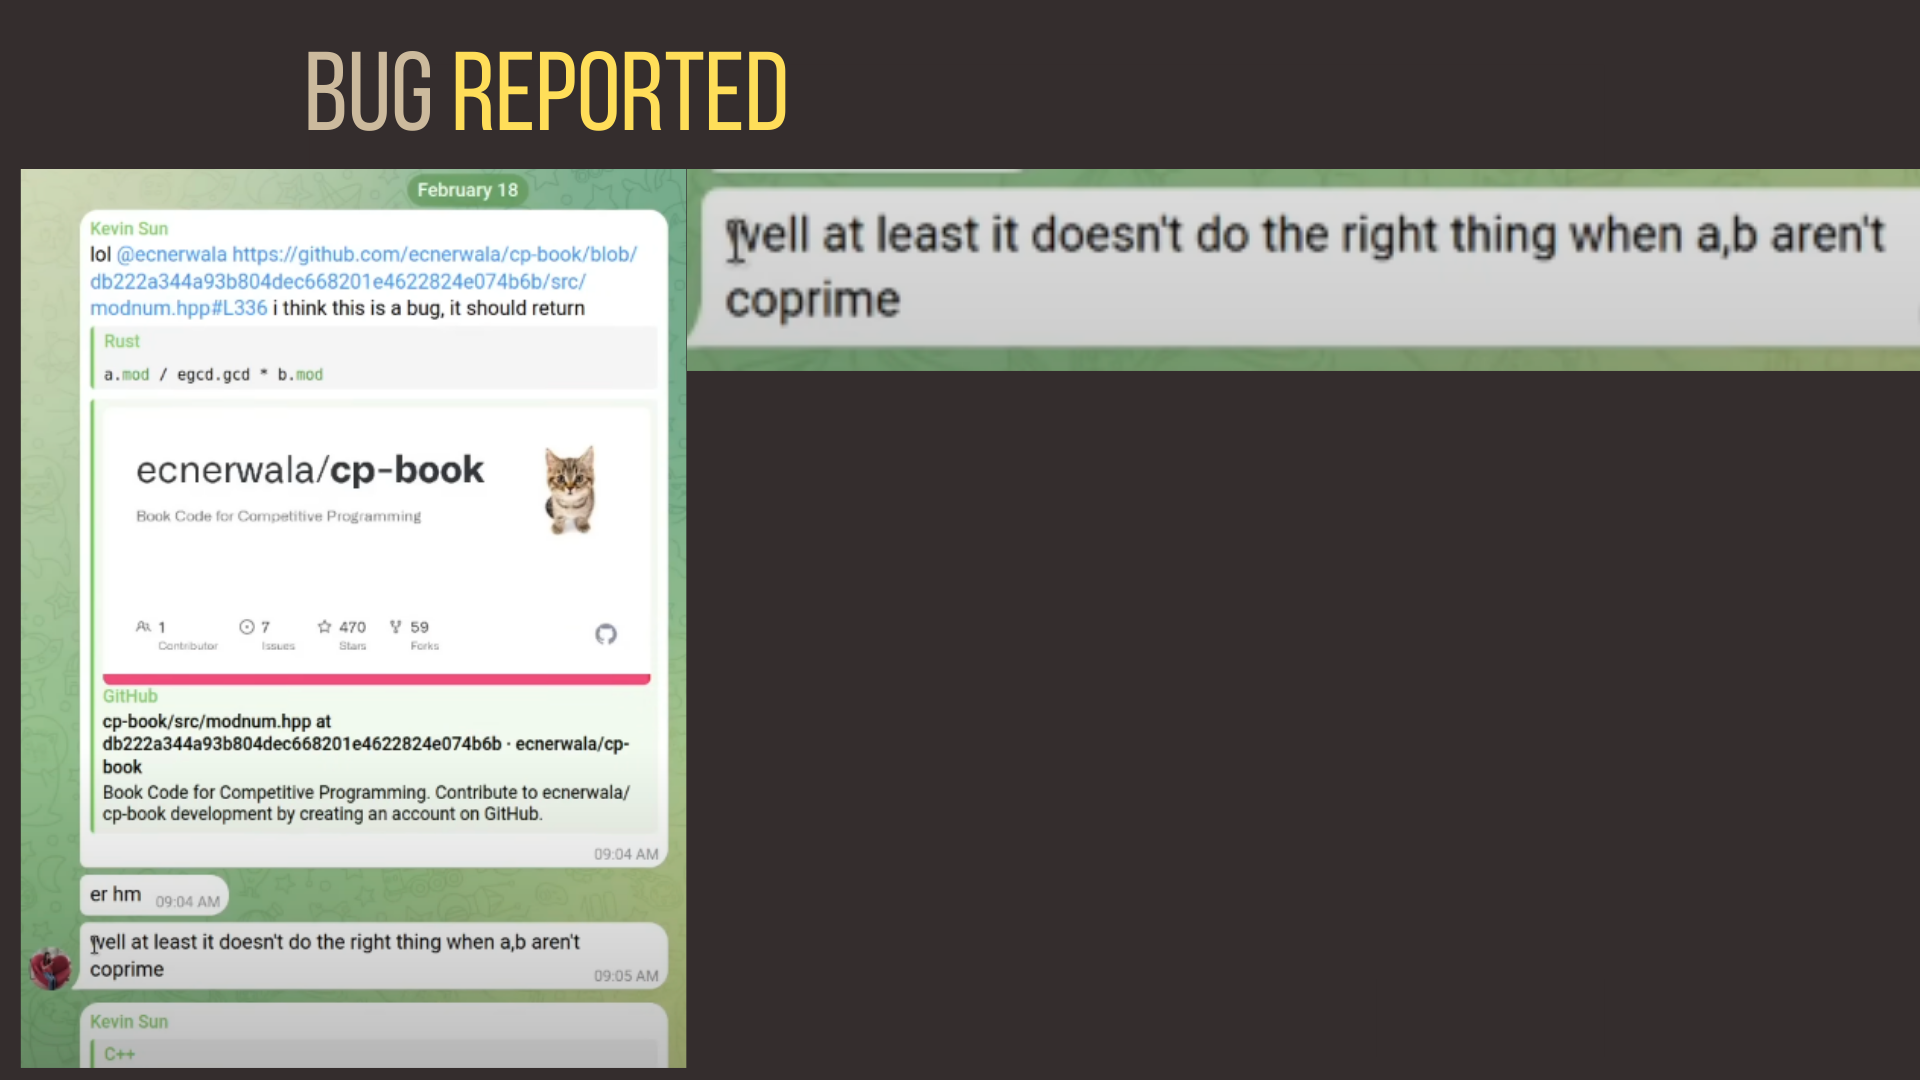 BUG REPORTED
February 18
Kevin Sun
lol @ecnerwala https://github.com/ecnerwala/cp-book/blob/
db222a344a93b804dec668201e4622824e074b6b/src/
modnum.hpp#L336 i think this is a bug, it should return
Rust
a.mod / egcd.gcd * b.mod
ecnerwala/cp-book
Book Code for Competitive Programming
1
Contributor
7
Issues
470
Stars
59
Forks
GitHub
cp-book/src/modnum.hpp at
db222a344a93b804dec668201e4622824e074b6b · ecnerwala/cp-
book
Book Code for Competitive Programming. Contribute to ecnerwala/
cp-book development by creating an account on GitHub.
09:04 AM
er hm 09:04 AM
well at least it doesn't do the right thing when a,b aren't
coprime
09:05 AM
Kevin Sun
C++
well at least it doesn't do the right thing when a,b aren't
coprime